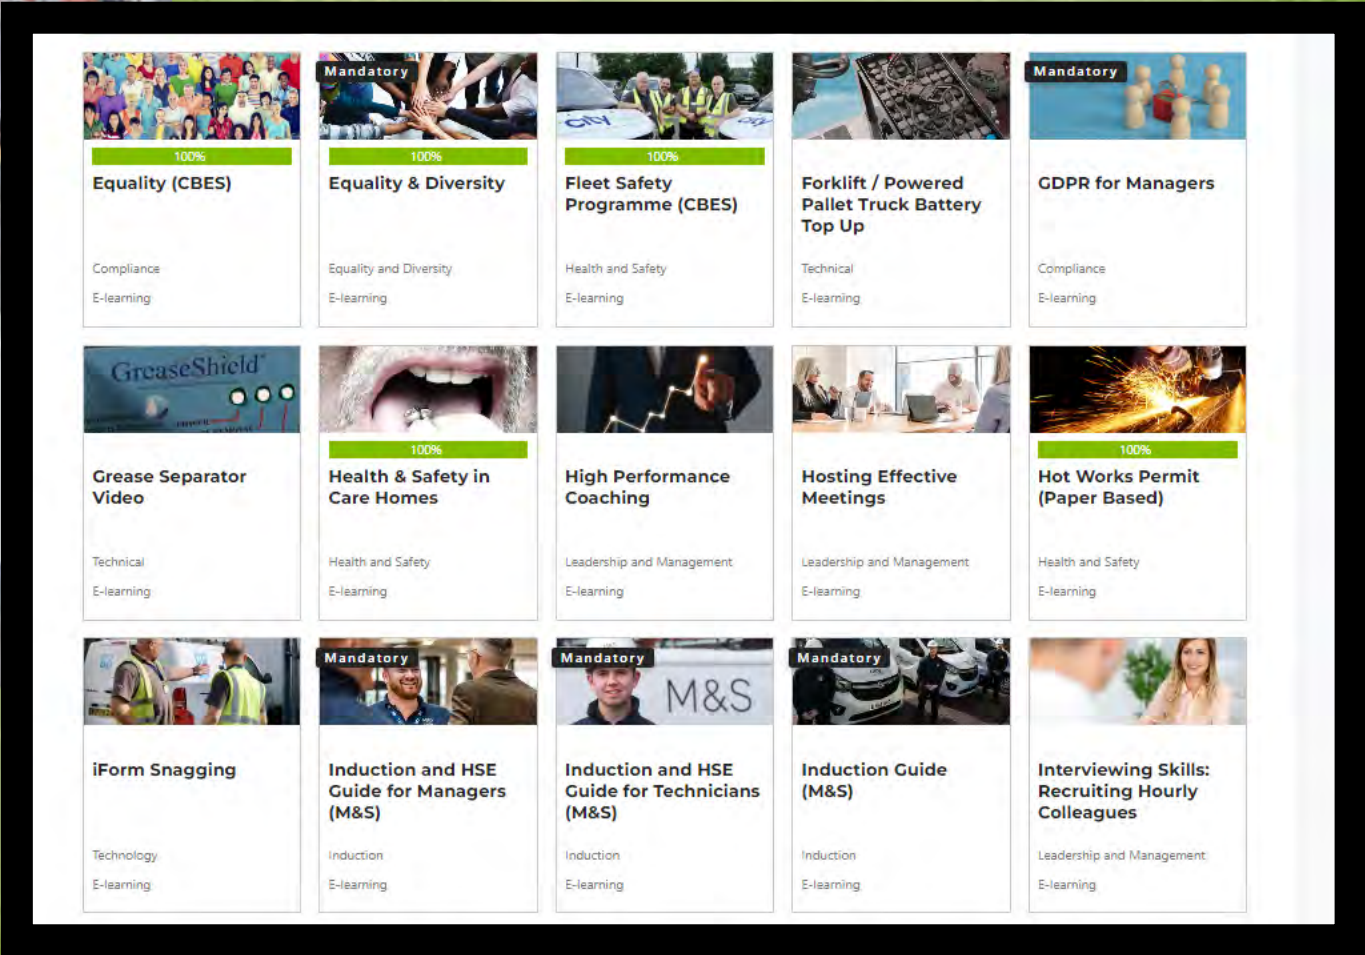 Mandatory
Mandatory
city
city
100%
100%
100%
Equality (CBES)
Equality & Diversity
Fleet Safety
Programme (CBES)
Forklift / Powered
Pallet Truck Battery
Top Up
GDPR for Managers
Compliance
Equality and Diversity
Health and Safety
Technical
Compliance
E-learning
E-learning
E-learning
E-learning
E-learning
GreaseShield
100%
100%
Grease Separator
Video
Health & Safety in
Care Homes
High Performance
Coaching
Hosting Effective
Meetings
Hot Works Permit
(Paper Based)
Technical
Health and Safety
Leadership and Management
Leadership and Management
Health and Safety
E-learning
E-learning
E-learning
E-learning
E-learning
Mandatory
Mandatory
Mandatory
M&S
iForm Snagging
Induction and HSE
Guide for Managers
(M&S)
Induction and HSE
Guide for Technicians
(M&S)
Induction Guide
(M&S)
Interviewing Skills:
Recruiting Hourly
Colleagues
Technology
Induction
Induction
Induction
Leadership and Management
E-learning
E-learning
E-learning
E-learning
E-learning